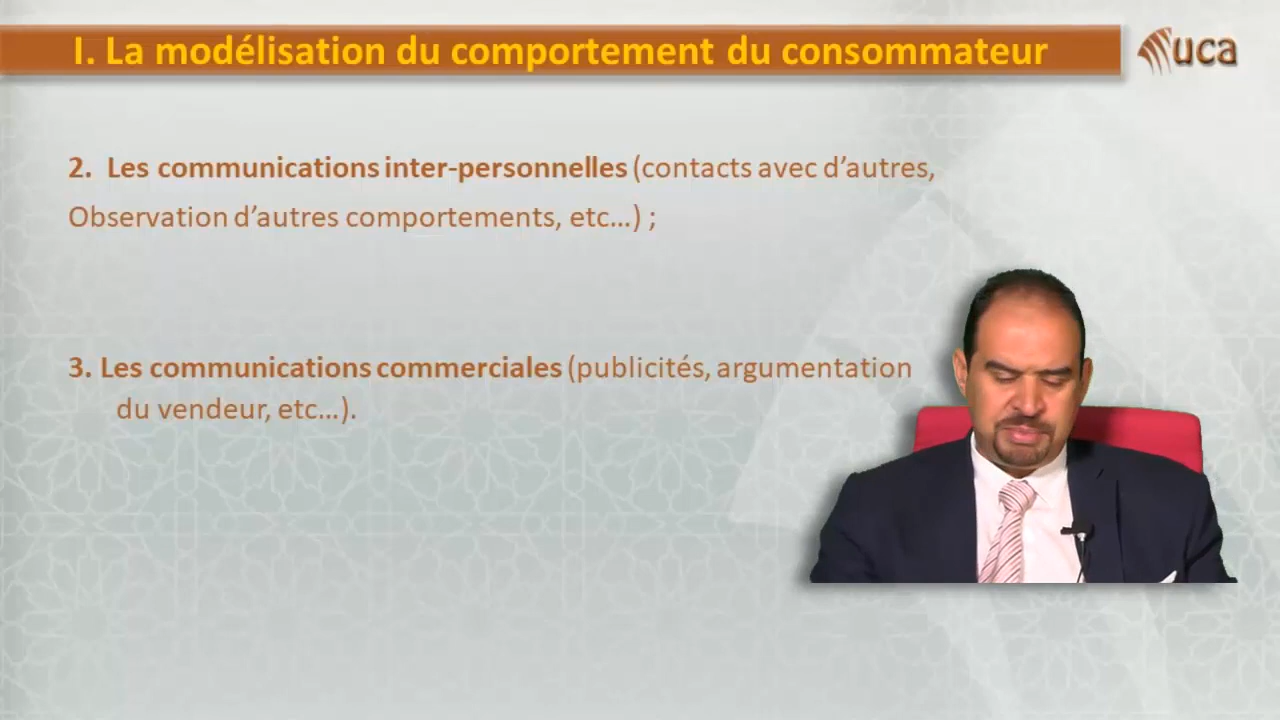 I. La modélisation du comportement du consommateur
uca
2. Les communications inter-personnelles (contacts avec d’autres,
Observation d’autres comportements, etc…) ;
3. Les communications commerciales (publicités, argumentation
du vendeur, etc…).